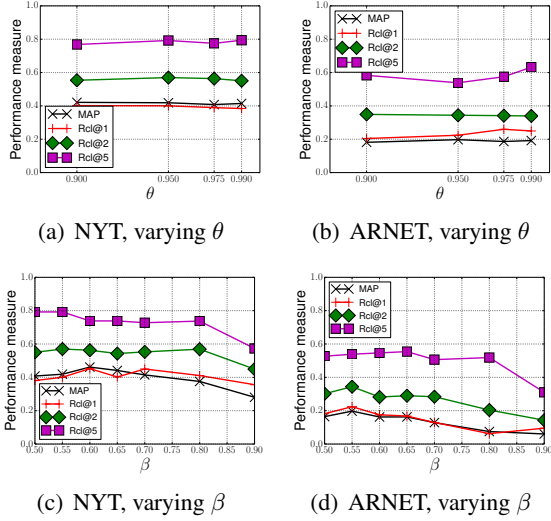 1.0
0.8
0.6
0.4
0.2
0.0
Performance measure
MAP
Rcl@1
Rcl@2
Rcl@5
0.900 0.950 0.975 0.990
θ
(a) NYT, varying θ
1.0
0.8
0.6
0.4
0.2
0.0
Performance measure
MAP
Rcl@1
Rcl@2
Rcl@5
0.900 0.950 0.975 0.990
θ
(b) ARNET, varying θ
1.0
0.8
0.6
0.4
0.2
0.0
Performance measure
MAP
Rcl@1
Rcl@2
Rcl@5
0.50 0.55 0.60 0.65 0.70 0.80 0.90
β
(c) NYT, varying β
1.0
0.8
0.6
0.4
0.2
0.0
Performance measure
MAP
Rcl@1
Rcl@2
Rcl@5
0.50 0.55 0.60 0.65 0.70 0.80 0.90
β
(d) ARNET, varying β